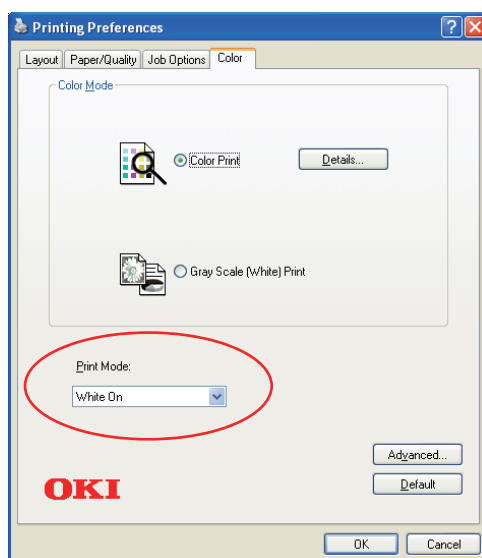 Printing Preferences
Layout Paper/Quality Job Options Color
Color Mode
Color Print Details...
Gray Scale (White) Print
Print Mode:
White On
Advanced...
OKI Default
OK Cancel